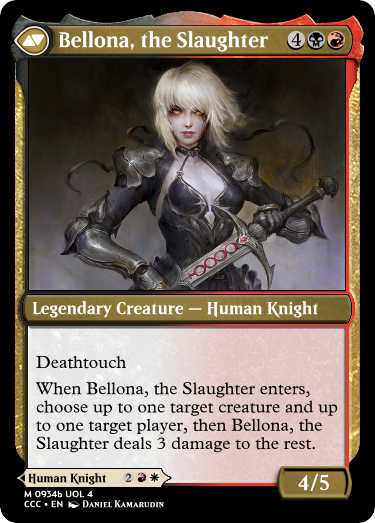 Bellona, the Slaughter 4
Legendary Creature — Human Knight
Deathtouch
When Bellona, the Slaughter enters,
choose up to one target creature and up
to one target player, then Bellona, the
Slaughter deals 3 damage to the rest.
Human Knight 2
4/5
M 0934b UOL 4
CCC • EN Daniel Kamarudin